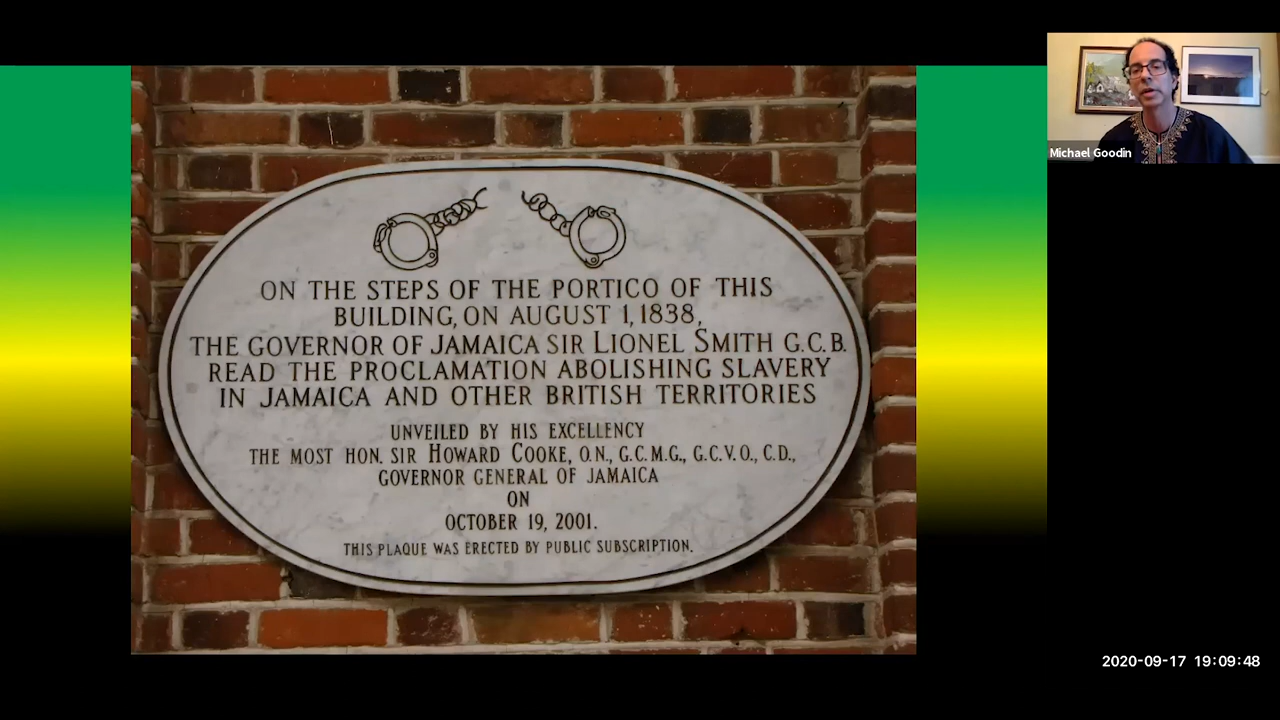 Michael Goodin
ON THE STEPS OF THE PORTICO OF THIS
BUILDING, ON AUGUST 1, 1838,
THE GOVERNOR OF JAMAICA SIR LIONEL SMITH G.C.B.
READ THE PROCLAMATION ABOLISHING SLAVERY
IN JAMAICA AND OTHER BRITISH TERRITORIES
UNVEILED BY HIS EXCELLENCY
THE MOST HON. SIR HOWARD COOKE, O.N., G.C.M.G., G.C.V.O., C.D.,
GOVERNOR GENERAL OF JAMAICA
ON
OCTOBER 19, 2001.
THIS PLAQUE WAS ERECTED BY PUBLIC SUBSCRIPTION.
2020-09-17 19:09:48